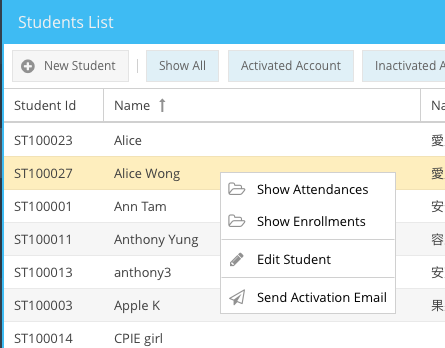 Students List
New Student Show All Activated Account Inactivated A
Student Id Name ↑ Na
ST100023 Alice 愛
ST100027 Alice Wong 愛
Show Attendances
ST100001 Ann Tam 安
Show Enrollments
ST100011 Anthony Yung 容
Edit Student
ST100013 anthony3 安
Send Activation Email
ST100003 Apple K 果
ST100014 CPIE girl